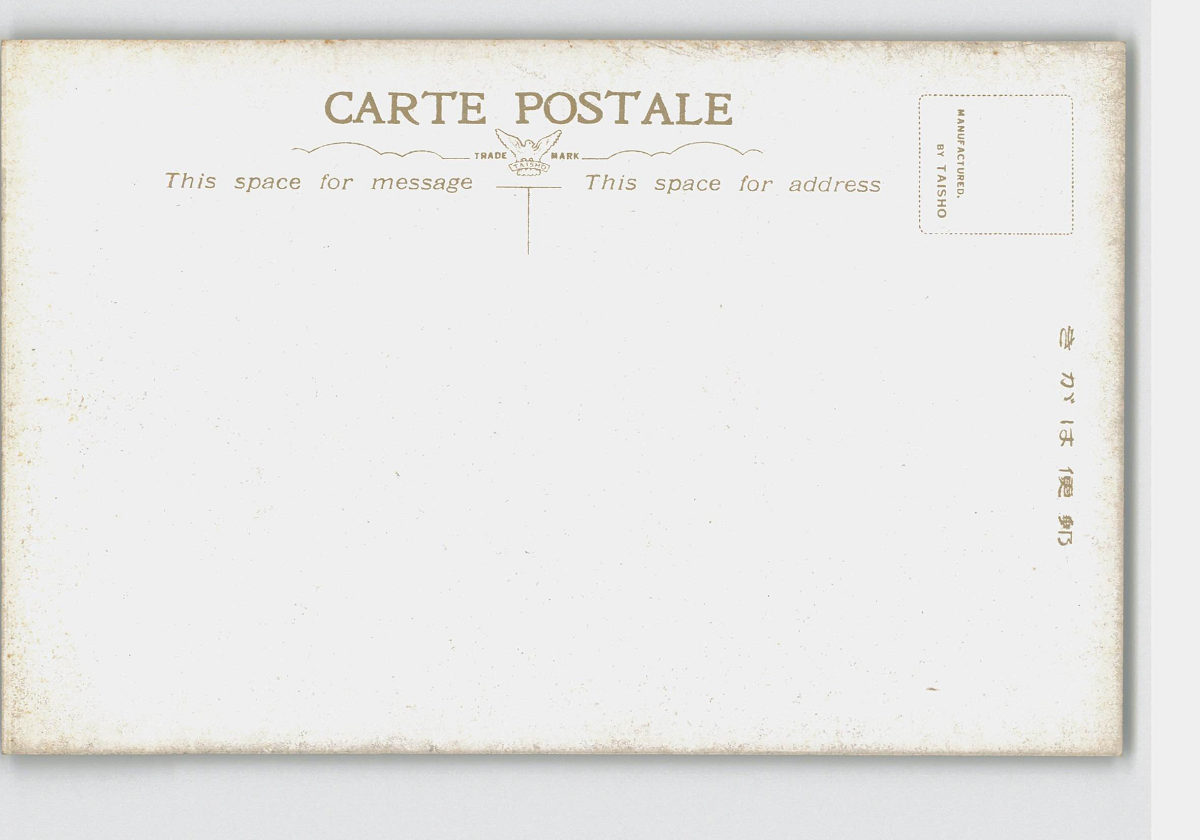 CARTE POSTALE
TRADE MARK
TAISHO
This space for message
This space for address
MANUFACTURED.
BY TAISHO
郵便はがき